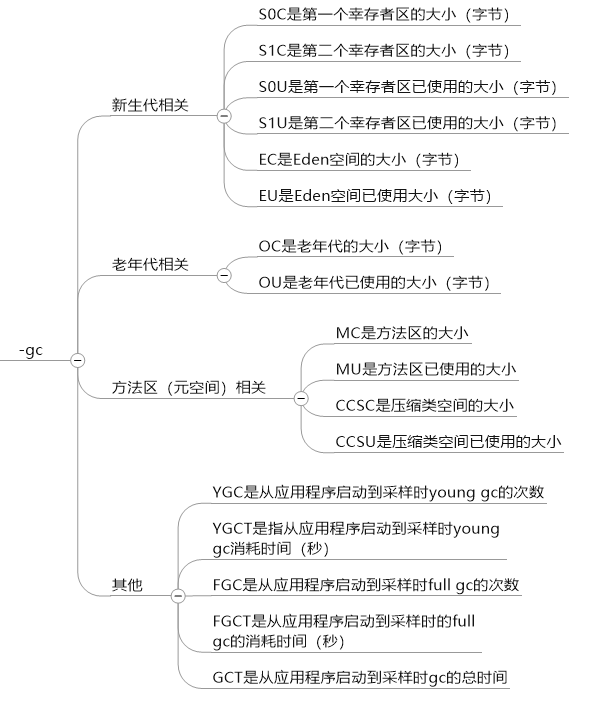 -gc
新生代相关
S0C是第一个幸存者区的大小（字节）
S1C是第二个幸存者区的大小（字节）
S0U是第一个幸存者区已使用的大小（字节）
S1U是第二个幸存者区已使用的大小（字节）
EC是Eden空间的大小（字节）
EU是Eden空间已使用大小（字节）
老年代相关
OC是老年代的大小（字节）
OU是老年代已使用的大小（字节）
方法区（元空间）相关
MC是方法区的大小
MU是方法区已使用的大小
CCSC是压缩类空间的大小
CCSU是压缩类空间已使用的大小
其他
YGC是从应用程序启动到采样时young gc的次数
YGCT是指从应用程序启动到采样时young
gc消耗时间（秒）
FGC是从应用程序启动到采样时full gc的次数
FGCT是从应用程序启动到采样时的full
gc的消耗时间（秒）
GCT是从应用程序启动到采样时gc的总时间